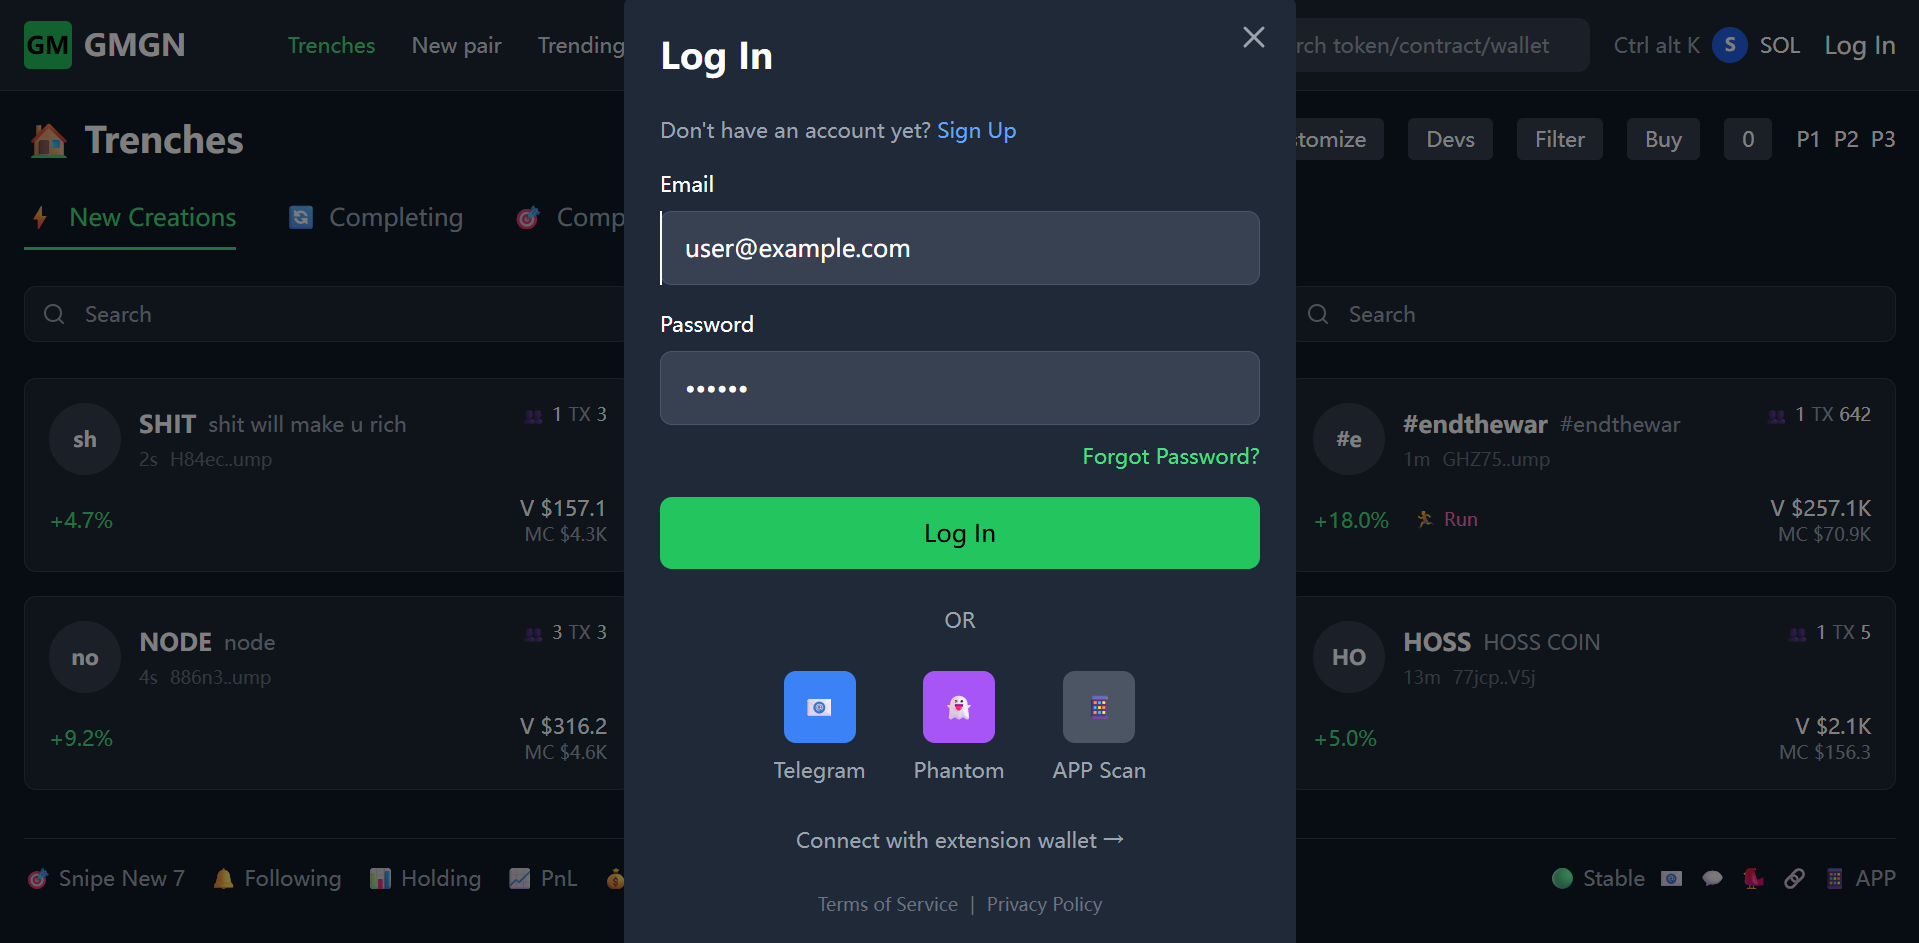 GM GMGN Trenches New pair Trending rch token/contract/wallet Ctrl alt K S SOL Log In
Trenches stomize Devs Filter Buy 0 P1 P2 P3
New Creations Completing Comp
Search
sh SHIT shit will make u rich 1 TX 3
2s H84ec..ump
+4.7% V $157.1
MC $4.3K
no NODE node 3 TX 3
4s 886n3..ump
+9.2% V $316.2
MC $4.6K
Log In
Don't have an account yet? Sign Up
Email
user@example.com
Password
••••••
Forgot Password?
Log In
OR
Telegram Phantom APP Scan
Connect with extension wallet →
Terms of Service | Privacy Policy
Search
#e #endthewar #endthewar 1 TX 642
1m GHZ75..ump
+18.0% Run V $257.1K
MC $70.9K
HO HOSS HOSS COIN 1 TX 5
13m 77jcp..V5j
+5.0% V $2.1K
MC $156.3
Snipe New 7 Following Holding PnL Stable APP